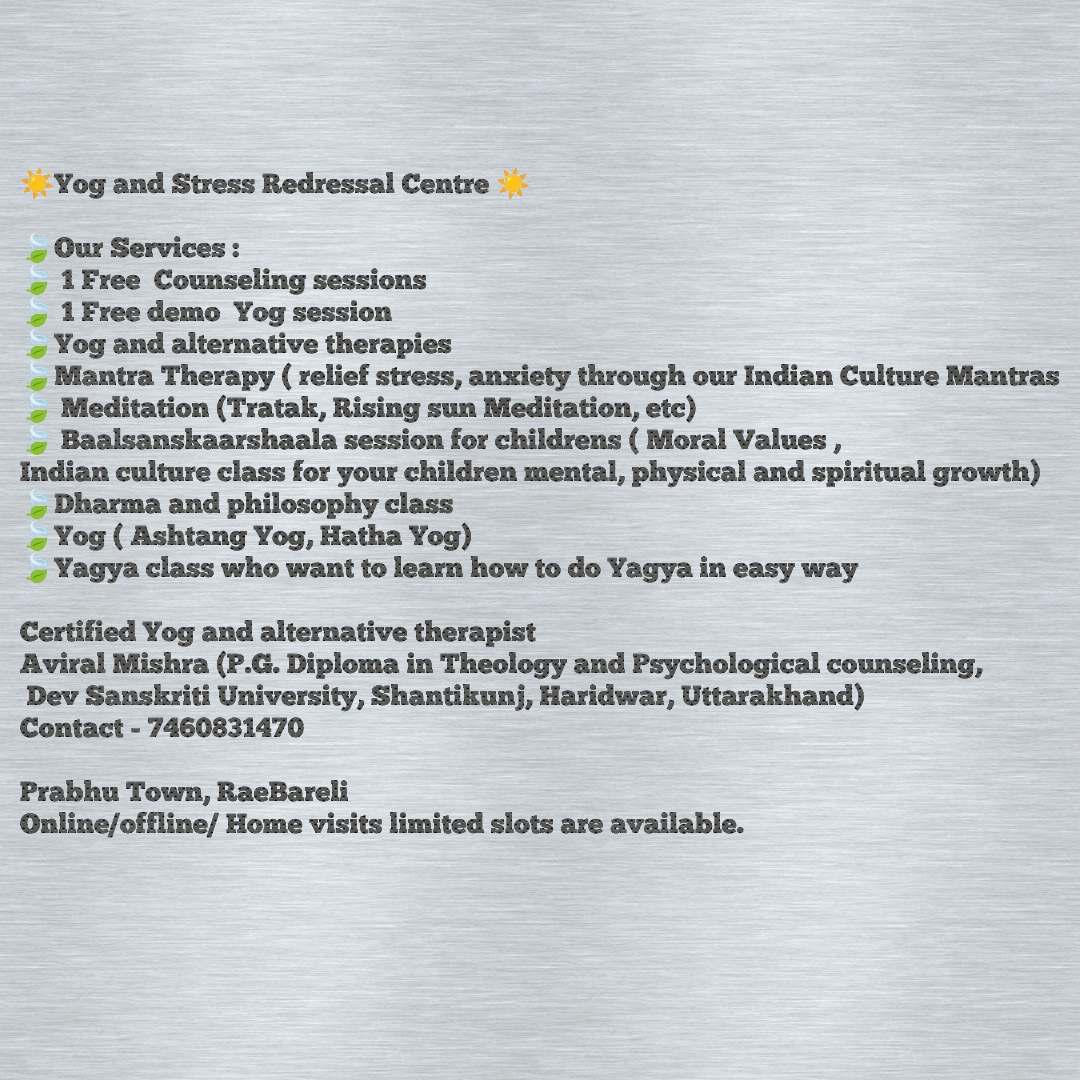 ☀️Yog and Stress Redressal Centre ☀️
🍃Our Services :
🍃 1 Free  Counseling sessions
🍃 1 Free demo  Yog session
🍃Yog and alternative therapies
🍃Mantra Therapy ( relief stress, anxiety through our Indian Culture Mantras
🍃 Meditation (Tratak, Rising sun Meditation, etc)
🍃 Baalsanskaarshaala session for childrens ( Moral Values ,
Indian culture class for your children mental, physical and spiritual growth)
🍃Dharma and philosophy class
🍃Yog ( Ashtang Yog, Hatha Yog)
🍃Yagya class who want to learn how to do Yagya in easy way
Certified Yog and alternative therapist
Aviral Mishra (P.G. Diploma in Theology and Psychological counseling,
Dev Sanskriti University, Shantikunj, Haridwar, Uttarakhand)
Contact - 7460831470
Prabhu Town, RaeBareli
Online/offline/ Home visits limited slots are available.